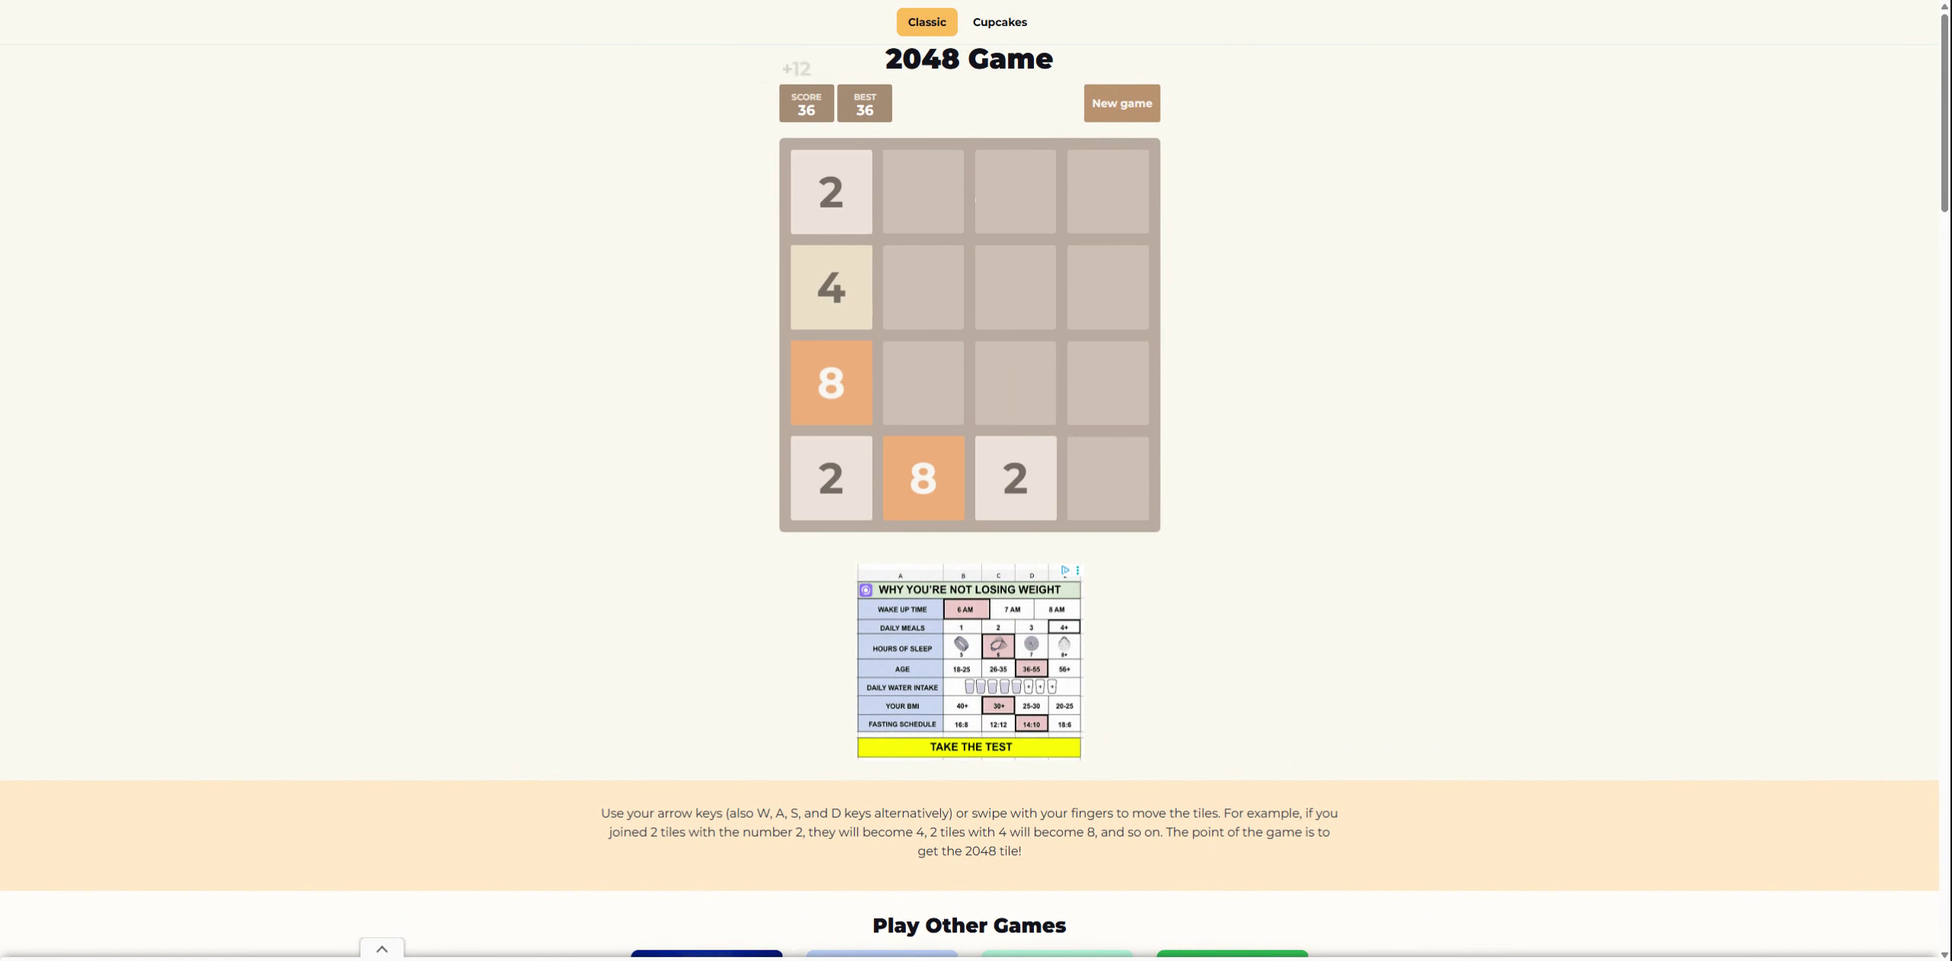 Classic Cupcakes
2048 Game
+12
SCORE BEST
36 36
New game
2
4
8
2 8 2
A B C D
WHY YOU'RE NOT LOSING WEIGHT
WAKE UP TIME 6 AM 7 AM 8 AM
DAILY MEALS 1 2 3 4+
HOURS OF SLEEP 5 6 7 8+
AGE 18-25 26-35 36-55 56+
DAILY WATER INTAKE + + +
YOUR BMI 40+ 30+ 25-30 20-25
FASTING SCHEDULE 16:8 12:12 14:10 18:6
TAKE THE TEST
Use your arrow keys (also W, A, S, and D keys alternatively) or swipe with your fingers to move the tiles. For example, if you
joined 2 tiles with the number 2, they will become 4, 2 tiles with 4 will become 8, and so on. The point of the game is to
get the 2048 tile!
Play Other Games